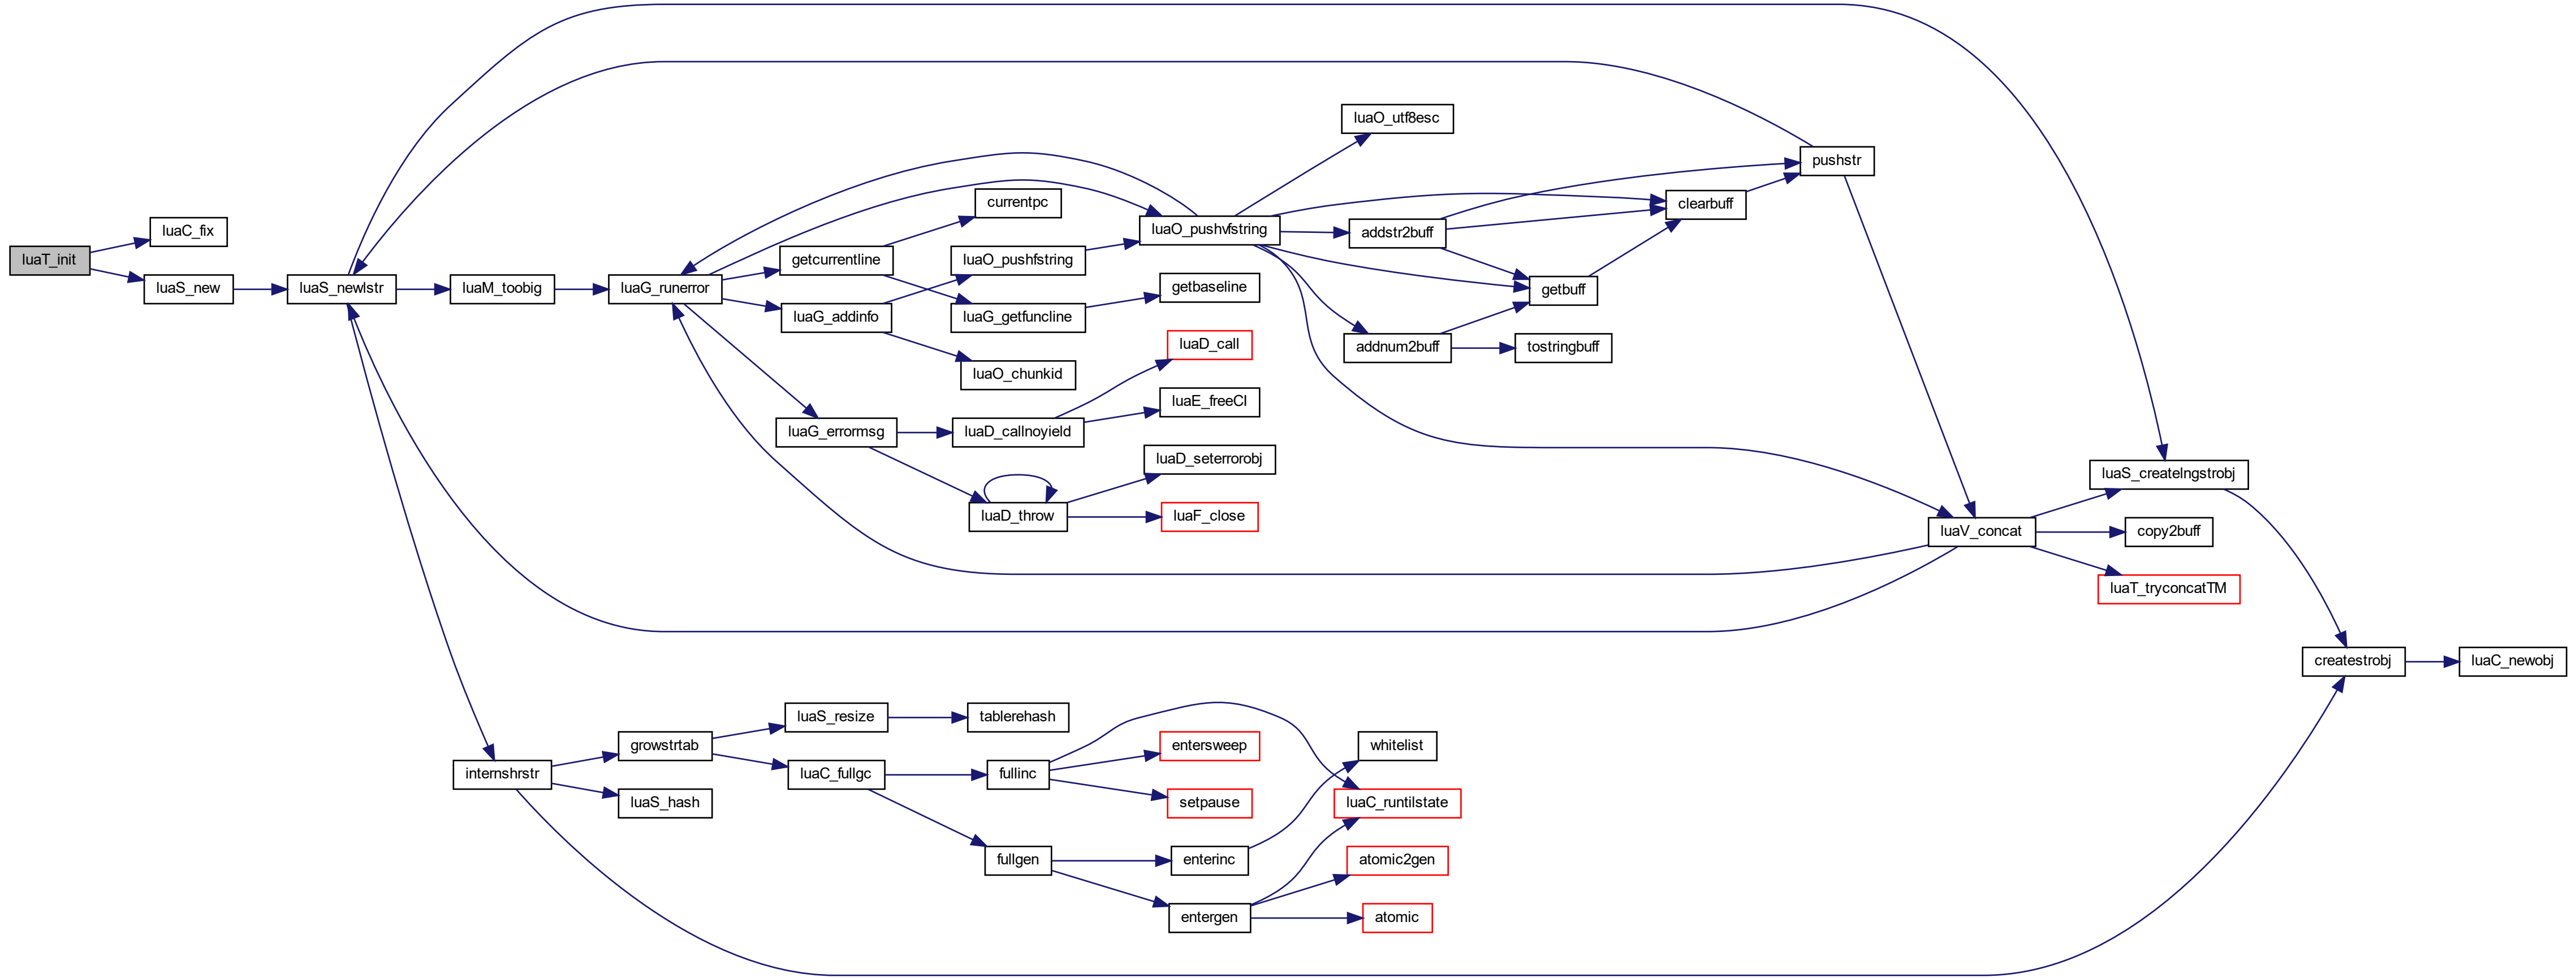 luaT_init
luaC_fix
luaS_new
luaS_newlstr
luaM_toobig
luaG_runerror
getcurrentline
luaG_addinfo
luaG_errormsg
currentpc
luaO_pushfstring
luaG_getfuncline
luaO_chunkid
luaD_callnoyield
luaD_throw
luaO_pushvfstring
getbaseline
luaD_call
luaE_freeCI
luaD_seterrorobj
luaF_close
luaO_utf8esc
addstr2buff
addnum2buff
getbuff
tostringbuff
clearbuff
pushstr
luaV_concat
luaS_createlngstrobj
copy2buff
luaT_tryconcatTM
createstrobj
luaC_newobj
internshrstr
growstrtab
luaS_hash
luaS_resize
luaC_fullgc
tablerehash
fullinc
fullgen
entersweep
setpause
enterinc
entergen
whitelist
luaC_runtilstate
atomic2gen
atomic